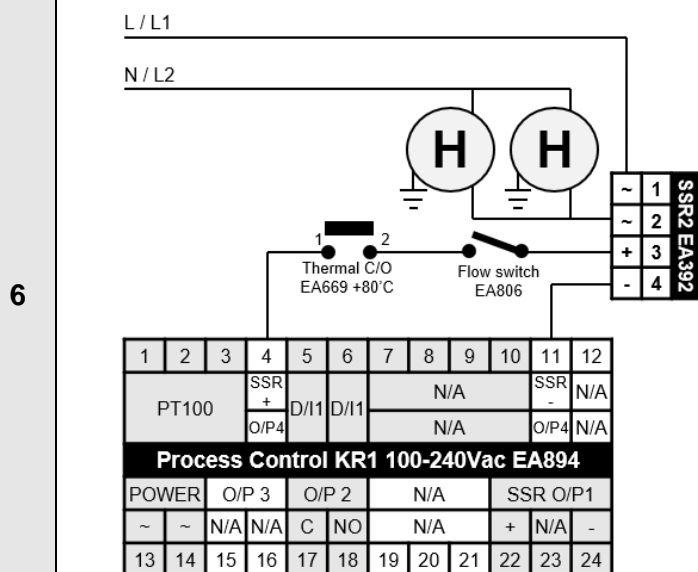 L / L1
N / L2
H H
~ 1
~ 2
+ 3
- 4
SSR2 EA392
1 2
Thermal C/O
EA669 +80'C
Flow switch
EA806
6
1 2 3 4 5 6 7 8 9 10 11 12
PT100 SSR + D/I1 D/I1 N/A SSR - N/A
O/P4 N/A O/P4 N/A
Process Control KR1 100-240Vac EA894
POWER O/P 3 O/P 2 N/A SSR O/P1
~ ~ N/A N/A C NO N/A + N/A -
13 14 15 16 17 18 19 20 21 22 23 24